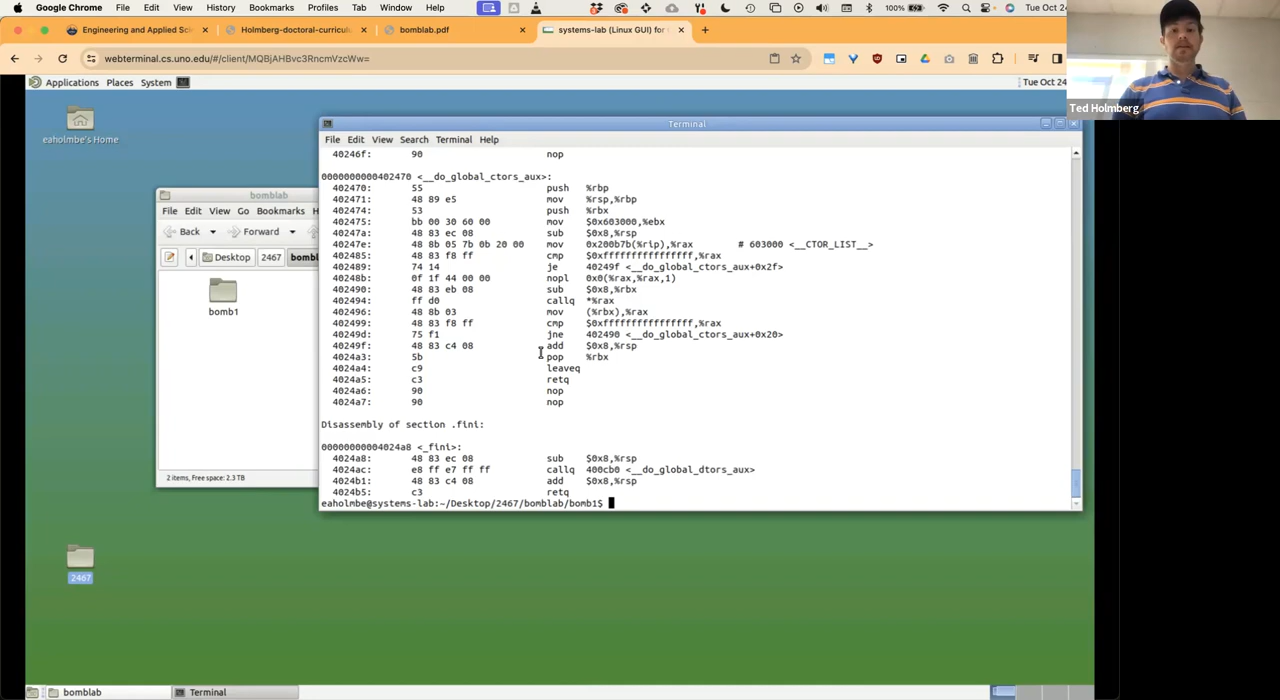 Google Chrome File Edit View History Bookmarks Profiles Tab Window Help 100% Tue Oct 24
Engineering and Applied Scie Holmberg-doctoral-curriculu bomblab.pdf systems-lab (Linux GUI) for
webterminal.cs.uno.edu/#/client/MQBjAHBvc3RncmVzcWw=
Applications Places System Tue Oct 24
Ted Holmberg
eaholmbe's Home
bomblab
File Edit View Go Bookmarks H
Back Forward
Desktop 2467 bombl
bomb1
2 items, Free space: 2.3 TB
2467
Terminal
File Edit View Search Terminal Help
40246f: 90 nop
0000000000402470 <__do_global_ctors_aux>:
402470: 55 push %rbp
402471: 48 89 e5 mov %rsp,%rbp
402474: 53 push %rbx
402475: bb 00 30 60 00 mov $0x603000,%ebx
40247a: 48 83 ec 08 sub $0x8,%rsp
40247e: 48 8b 05 7b 0b 20 00 mov 0x200b7b(%rip),%rax # 603000 <__CTOR_LIST__>
402485: 48 83 f8 ff cmp $0xffffffffffffffff,%rax
402489: 74 14 je 40249f <__do_global_ctors_aux+0x2f>
40248b: 0f 1f 44 00 00 nopl 0x0(%rax,%rax,1)
402490: 48 83 eb 08 sub $0x8,%rbx
402494: ff d0 callq *%rax
402496: 48 8b 03 mov (%rbx),%rax
402499: 48 83 f8 ff cmp $0xffffffffffffffff,%rax
40249d: 75 f1 jne 402490 <__do_global_ctors_aux+0x20>
40249f: 48 83 c4 08 add $0x8,%rsp
4024a3: 5b pop %rbx
4024a4: c9 leaveq
4024a5: c3 retq
4024a6: 90 nop
4024a7: 90 nop
Disassembly of section .fini:
00000000004024a8 <_fini>:
4024a8: 48 83 ec 08 sub $0x8,%rsp
4024ac: e8 ff e7 ff ff callq 400cb0 <__do_global_dtors_aux>
4024b1: 48 83 c4 08 add $0x8,%rsp
4024b5: c3 retq
eaholmbe@systems-lab:~/Desktop/2467/bomblab/bomb1$
bomblab Terminal